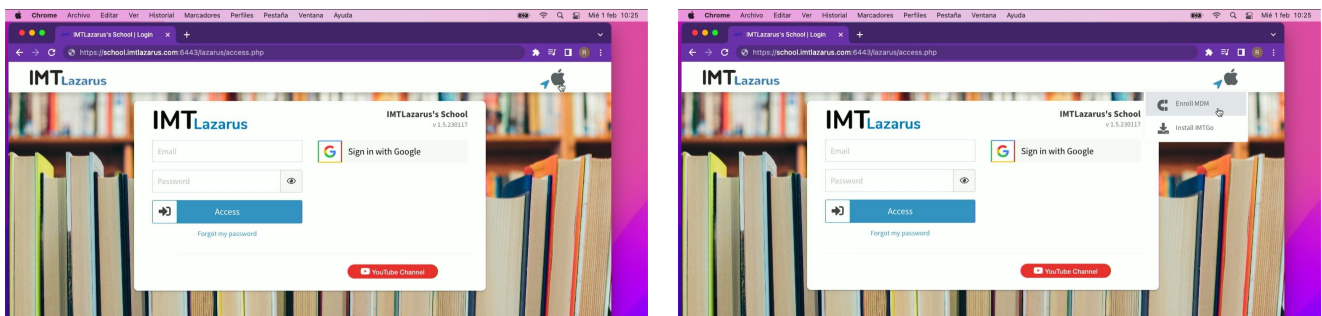 Chrome Archivo Editar Ver Historial Marcadores Perfiles Pestaña Ventana Ayuda Mié 1 feb 10:25
IMTLazarus's School | Login
https://school.imtlazarus.com:6443/lazarus/access.php R
IMTLazarus
IMTLazarus
IMTLazarus's School
v 1.5.230117
Email
Sign in with Google
Password
Access
Forgot my password
YouTube Channel
Chrome Archivo Editar Ver Historial Marcadores Perfiles Pestaña Ventana Ayuda Mié 1 feb 10:25
IMTLazarus's School | Login
https://school.imtlazarus.com:6443/lazarus/access.php R
IMTLazarus
Enroll MDM
Install IMTGo
IMTLazarus
IMTLazarus's School
v 1.5.230117
Email
Sign in with Google
Password
Access
Forgot my password
YouTube Channel